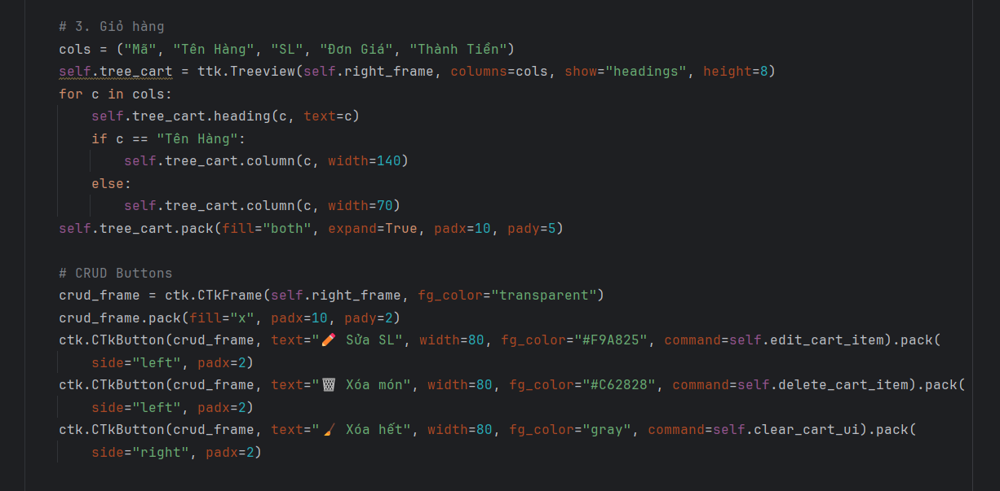 # 3. Giỏ hàng
cols = ("Mã", "Tên Hàng", "SL", "Đơn Giá", "Thành Tiền")
self.tree_cart = ttk.Treeview(self.right_frame, columns=cols, show="headings", height=8)
for c in cols:
    self.tree_cart.heading(c, text=c)
    if c == "Tên Hàng":
        self.tree_cart.column(c, width=140)
    else:
        self.tree_cart.column(c, width=70)
self.tree_cart.pack(fill="both", expand=True, padx=10, pady=5)

# CRUD Buttons
crud_frame = ctk.CTkFrame(self.right_frame, fg_color="transparent")
crud_frame.pack(fill="x", padx=10, pady=2)
ctk.CTkButton(crud_frame, text="✏️ Sửa SL", width=80, fg_color="#F9A825", command=self.edit_cart_item).pack(
    side="left", padx=2)
ctk.CTkButton(crud_frame, text="🗑️ Xóa món", width=80, fg_color="#C62828", command=self.delete_cart_item).pack(
    side="left", padx=2)
ctk.CTkButton(crud_frame, text="🧹 Xóa hết", width=80, fg_color="gray", command=self.clear_cart_ui).pack(
    side="right", padx=2)